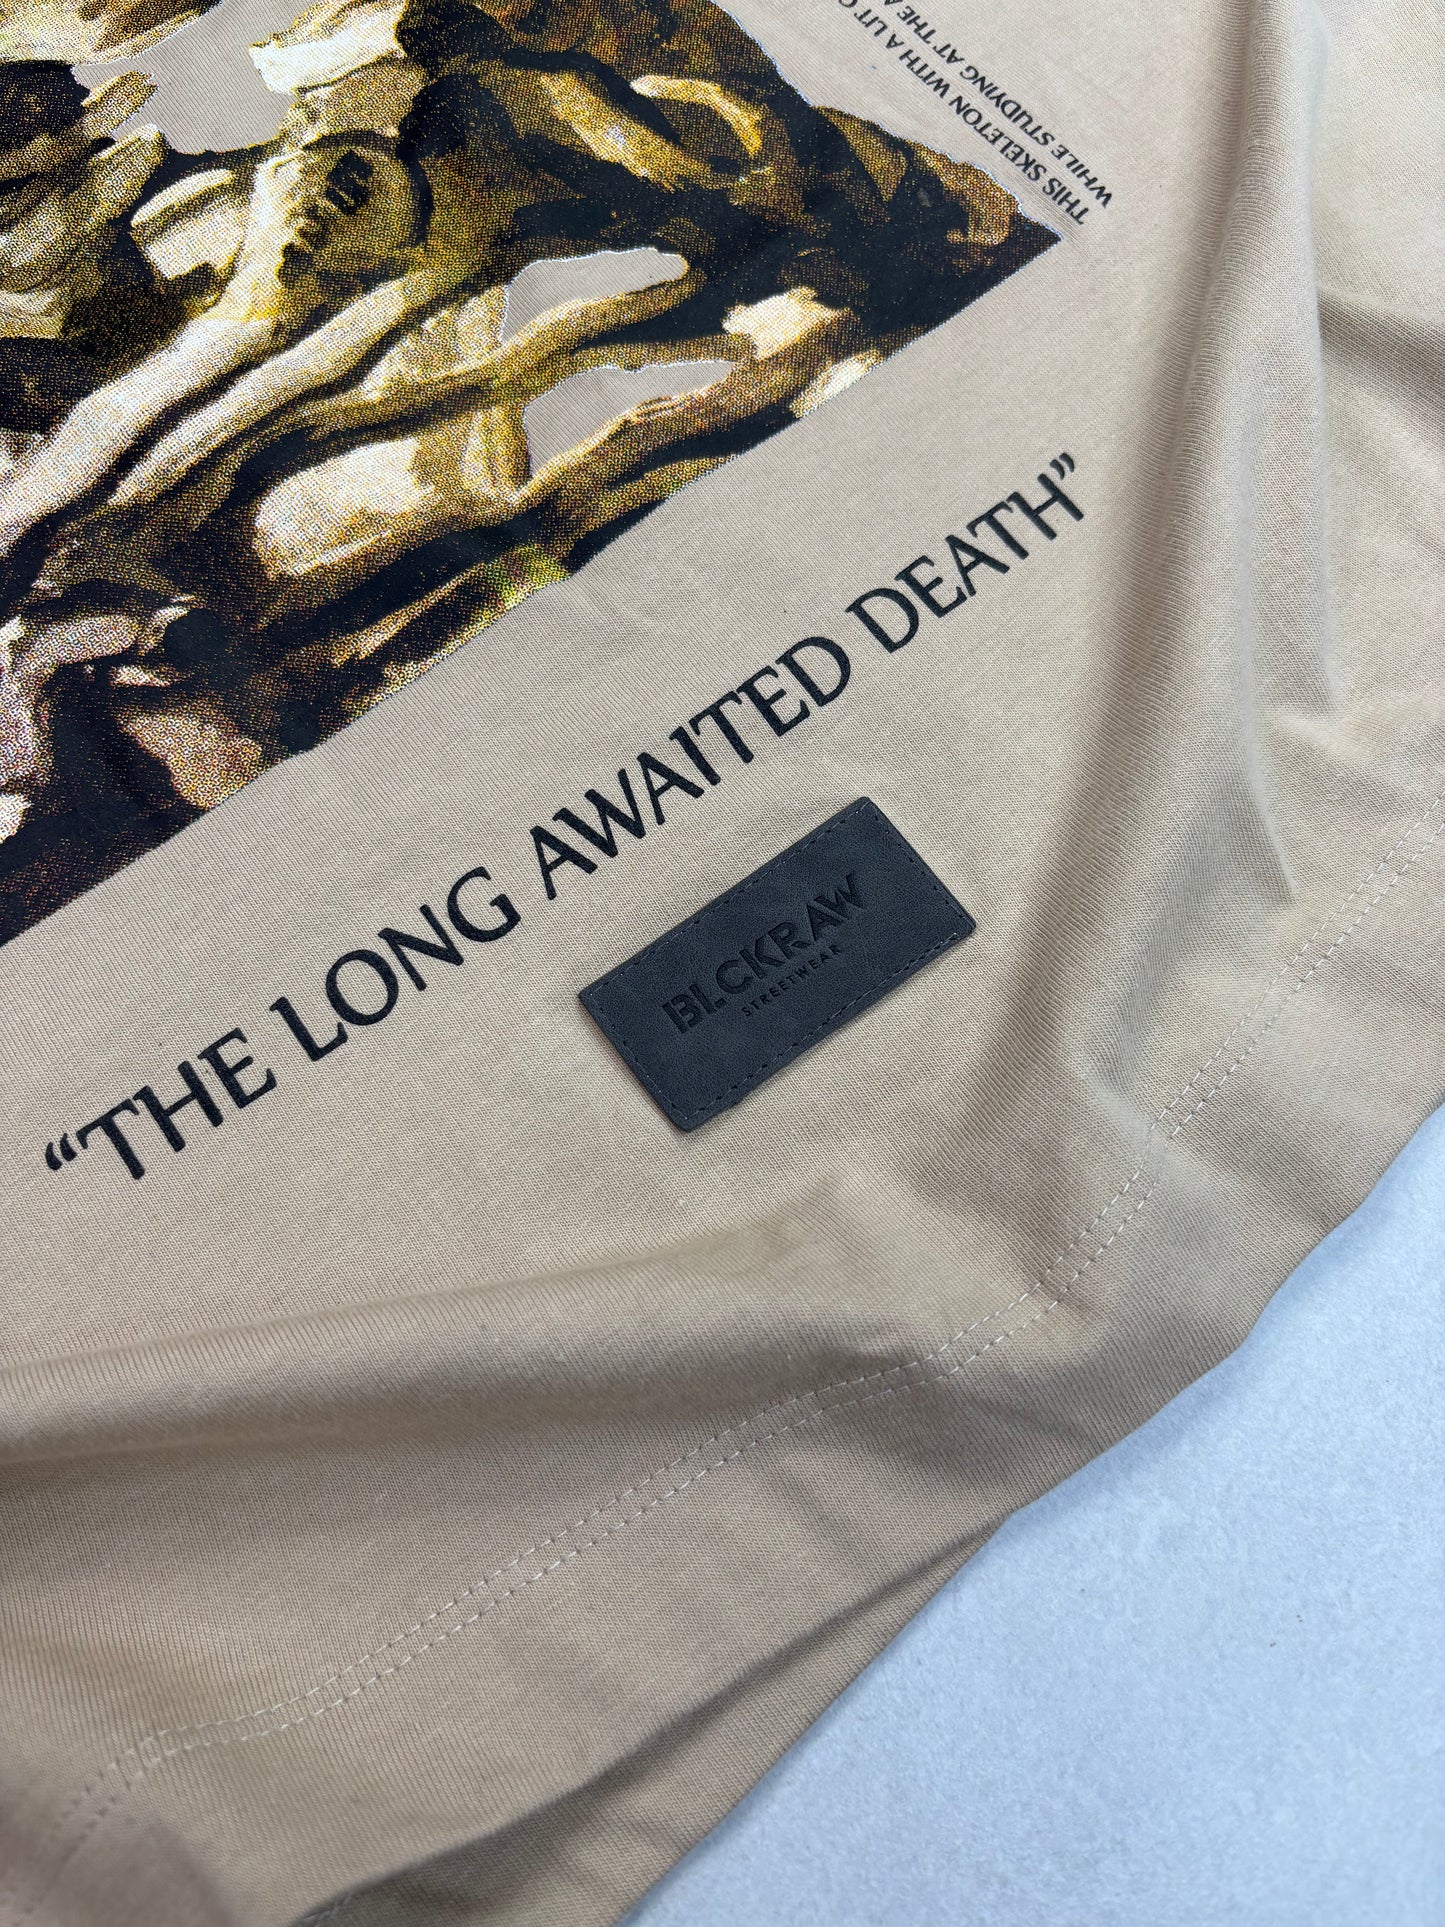 THIS SKELETON WITH A LIT
WHILE STUDYING AT THE
“THE LONG AWAITED DEATH”
BLCKRAW
STREETWEAR